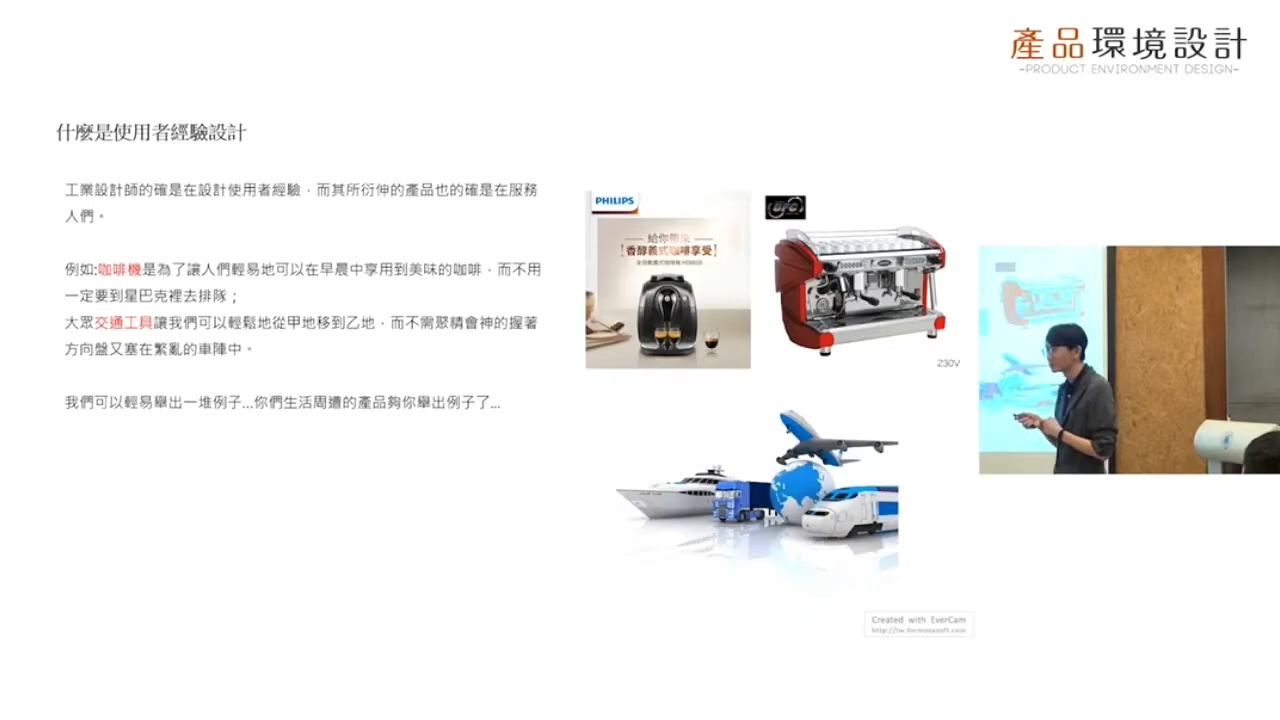 產品環境設計
-PRODUCT ENVIRONMENT DESIGN-
什麼是使用者經驗設計
工業設計師的確是在設計使用者經驗，而其所衍伸的產品也的確是在服務
人們。
例如:咖啡機是為了讓人們輕易地可以在早晨中享用到美味的咖啡，而不用
一定要到星巴克裡去排隊；
大眾交通工具讓我們可以輕鬆地從甲地移到乙地，而不需聚精會神的握著
方向盤又塞在繁亂的車陣中。
我們可以輕易舉出一堆例子...你們生活周遭的產品夠你舉出例子了...
PHILIPS
給你帶來
香醇義式咖啡享受
230V
Created with EverCam